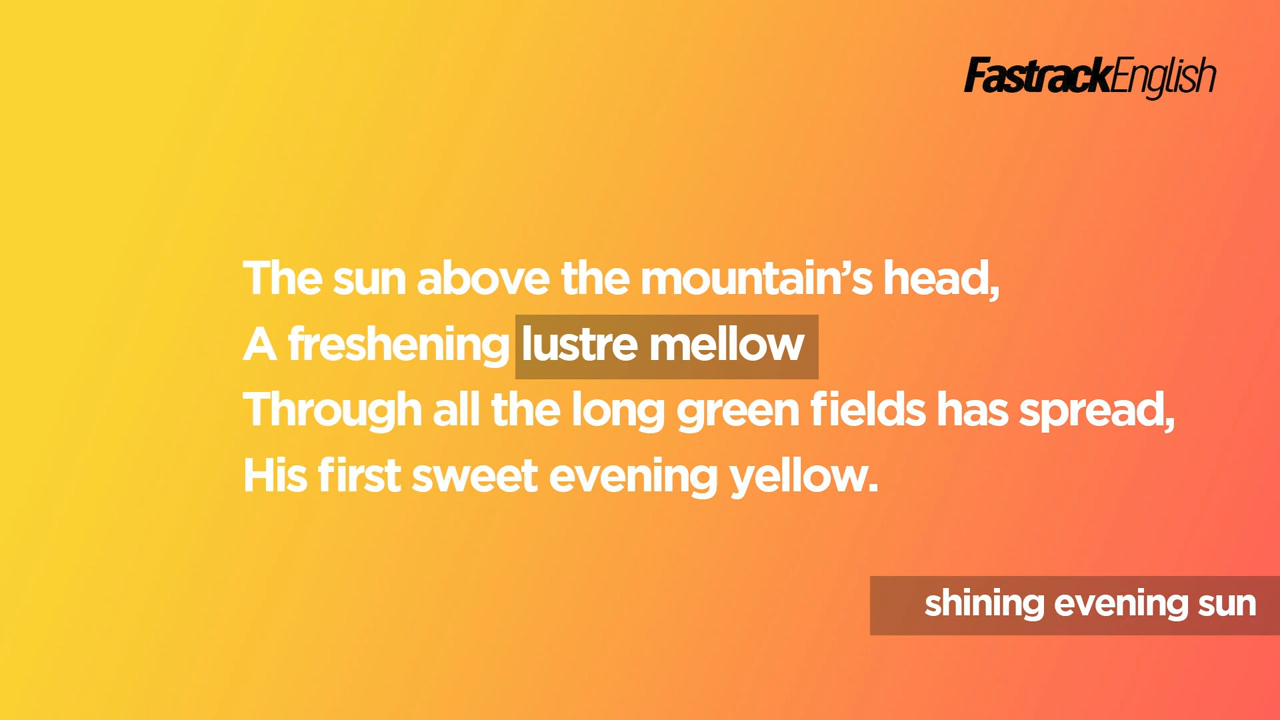 FastrackEnglish
The sun above the mountain’s head,
A freshening lustre mellow
Through all the long green fields has spread,
His first sweet evening yellow.
shining evening sun